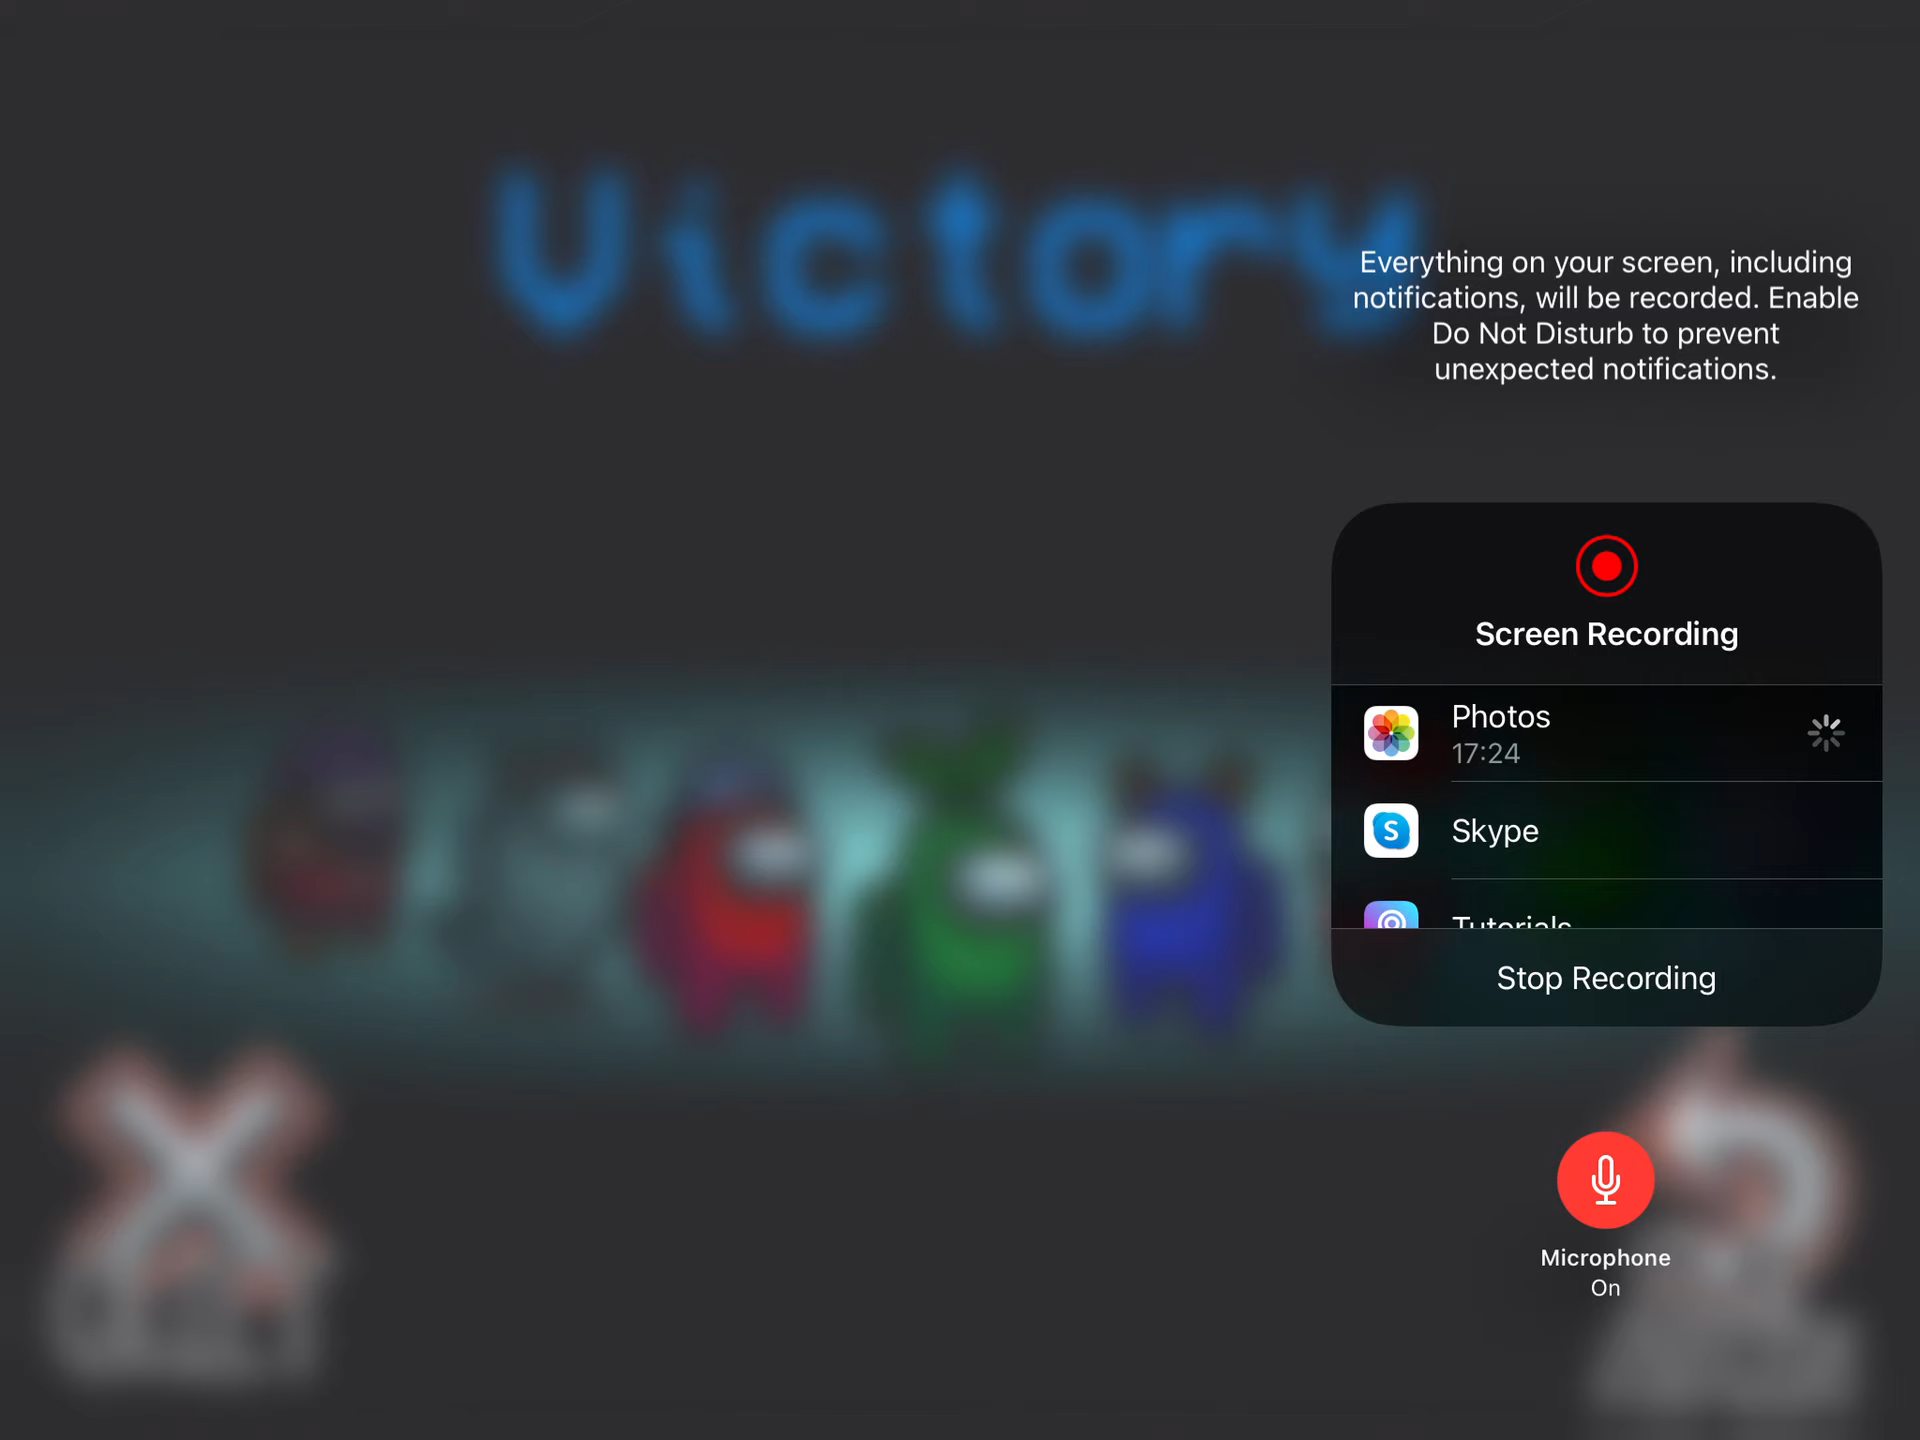 Victory
Everything on your screen, including
notifications, will be recorded. Enable
Do Not Disturb to prevent
unexpected notifications.
Screen Recording
Photos
17:24
Skype
Tutorials
Stop Recording
Microphone
On